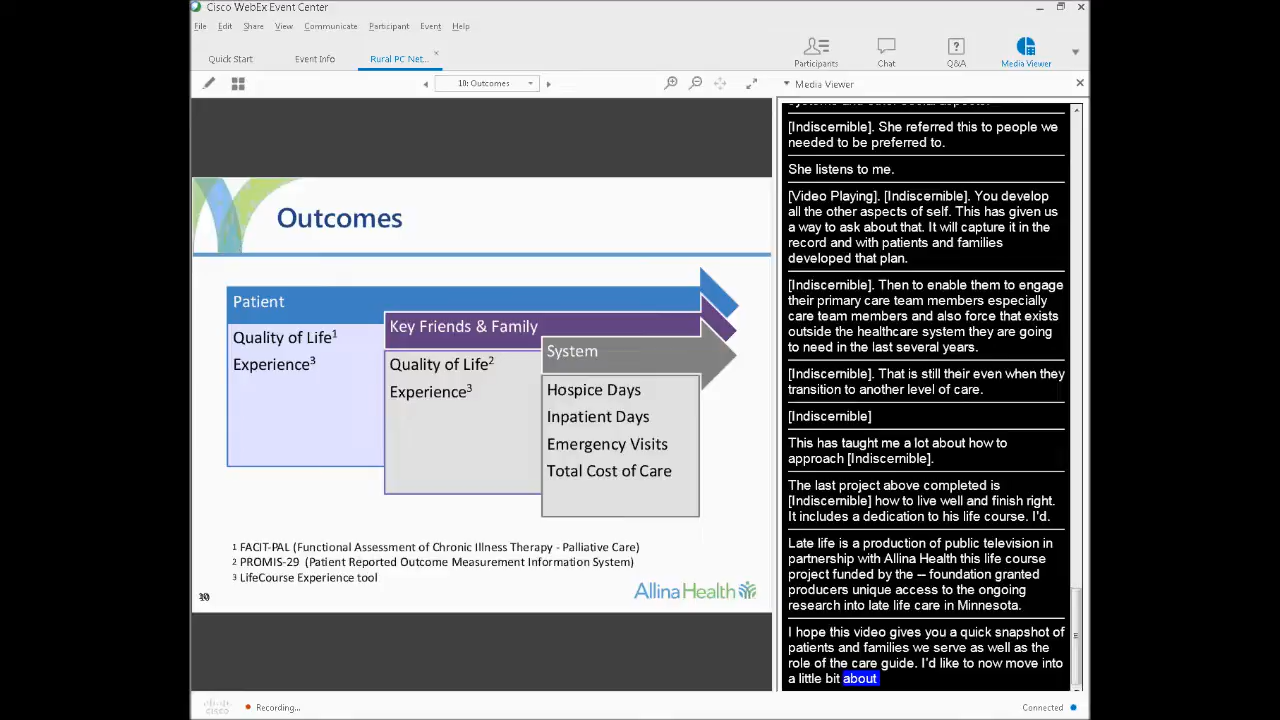 Cisco WebEx Event Center
File Edit Share View Communicate Participant Event Help
Quick Start Event Info Rural PC Net...
Participants Chat Q&A Media Viewer
10: Outcomes
Media Viewer
Outcomes
Patient
Quality of Life1
Experience3
Key Friends & Family
Quality of Life2
Experience3
System
Hospice Days
Inpatient Days
Emergency Visits
Total Cost of Care
1 FACIT-PAL (Functional Assessment of Chronic Illness Therapy - Palliative Care)
2 PROMIS-29 (Patient Reported Outcome Measurement Information System)
3 LifeCourse Experience tool
Allina Health
[Indiscernible]. She referred this to people we
needed to be preferred to.
She listens to me.
[Video Playing]. [Indiscernible]. You develop
all the other aspects of self. This has given us
a way to ask about that. It will capture it in the
record and with patients and families
developed that plan.
[Indiscernible]. Then to enable them to engage
their primary care team members especially
care team members and also force that exists
outside the healthcare system they are going
to need in the last several years.
[Indiscernible]. That is still their even when they
transition to another level of care.
[Indiscernible]
This has taught me a lot about how to
approach [Indiscernible].
The last project above completed is
[Indiscernible] how to live well and finish right.
It includes a dedication to his life course. I'd.
Late life is a production of public television in
partnership with Allina Health this life course
project funded by the -- foundation granted
producers unique access to the ongoing
research into late life care in Minnesota.
I hope this video gives you a quick snapshot of
patients and families we serve as well as the
role of the care guide. I'd like to now move into
a little bit about
cisco
Recording...
Connected